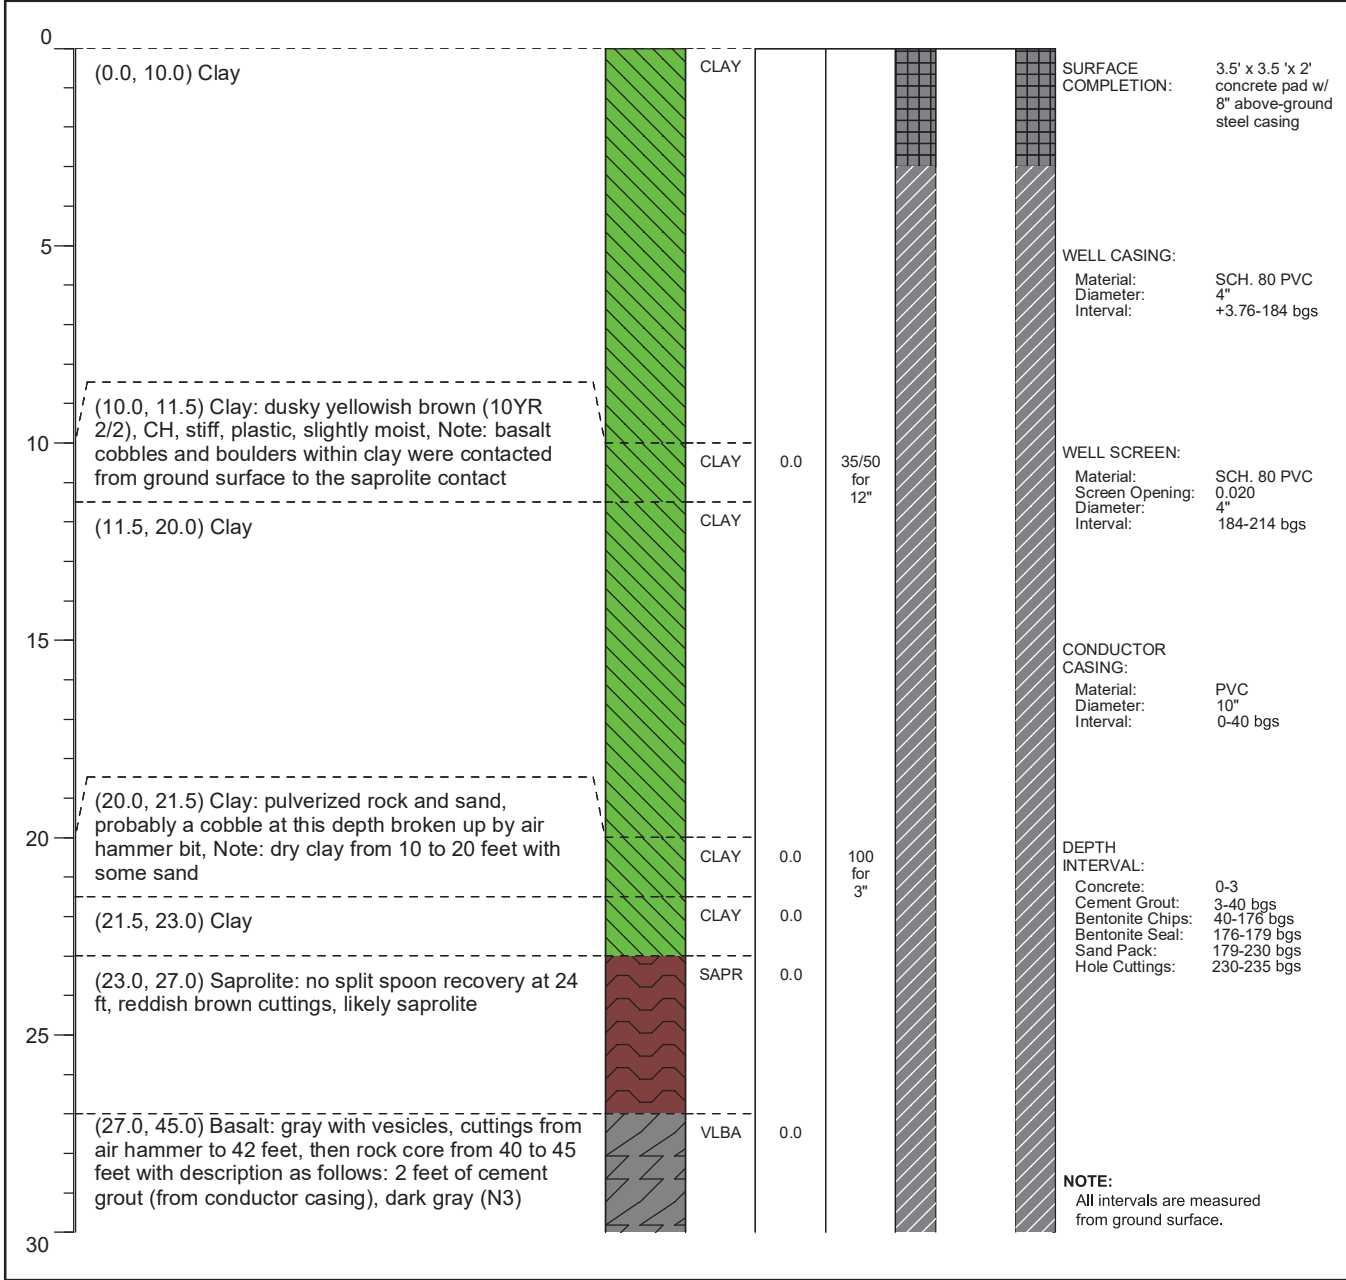 0
(0.0, 10.0) Clay
CLAY
5
(10.0, 11.5) Clay: dusky yellowish brown (10YR
2/2), CH, stiff, plastic, slightly moist, Note: basalt
cobbles and boulders within clay were contacted
from ground surface to the saprolite contact
10
CLAY
0.0
35/50
for
12"
(11.5, 20.0) Clay
CLAY
15
(20.0, 21.5) Clay: pulverized rock and sand,
probably a cobble at this depth broken up by air
hammer bit, Note: dry clay from 10 to 20 feet with
some sand
20
CLAY
0.0
100
for
3"
(21.5, 23.0) Clay
CLAY
0.0
(23.0, 27.0) Saprolite: no split spoon recovery at 24
ft, reddish brown cuttings, likely saprolite
SAPR
0.0
25
(27.0, 45.0) Basalt: gray with vesicles, cuttings from
air hammer to 42 feet, then rock core from 40 to 45
feet with description as follows: 2 feet of cement
grout (from conductor casing), dark gray (N3)
VLBA
0.0
30
SURFACE
COMPLETION:
3.5' x 3.5 'x 2'
concrete pad w/
8" above-ground
steel casing
WELL CASING:
Material: SCH. 80 PVC
Diameter: 4"
Interval: +3.76-184 bgs
WELL SCREEN:
Material: SCH. 80 PVC
Screen Opening: 0.020
Diameter: 4"
Interval: 184-214 bgs
CONDUCTOR
CASING:
Material: PVC
Diameter: 10"
Interval: 0-40 bgs
DEPTH
INTERVAL:
Concrete: 0-3
Cement Grout: 3-40 bgs
Bentonite Chips: 40-176 bgs
Bentonite Seal: 176-179 bgs
Sand Pack: 179-230 bgs
Hole Cuttings: 230-235 bgs
NOTE:
All intervals are measured
from ground surface.